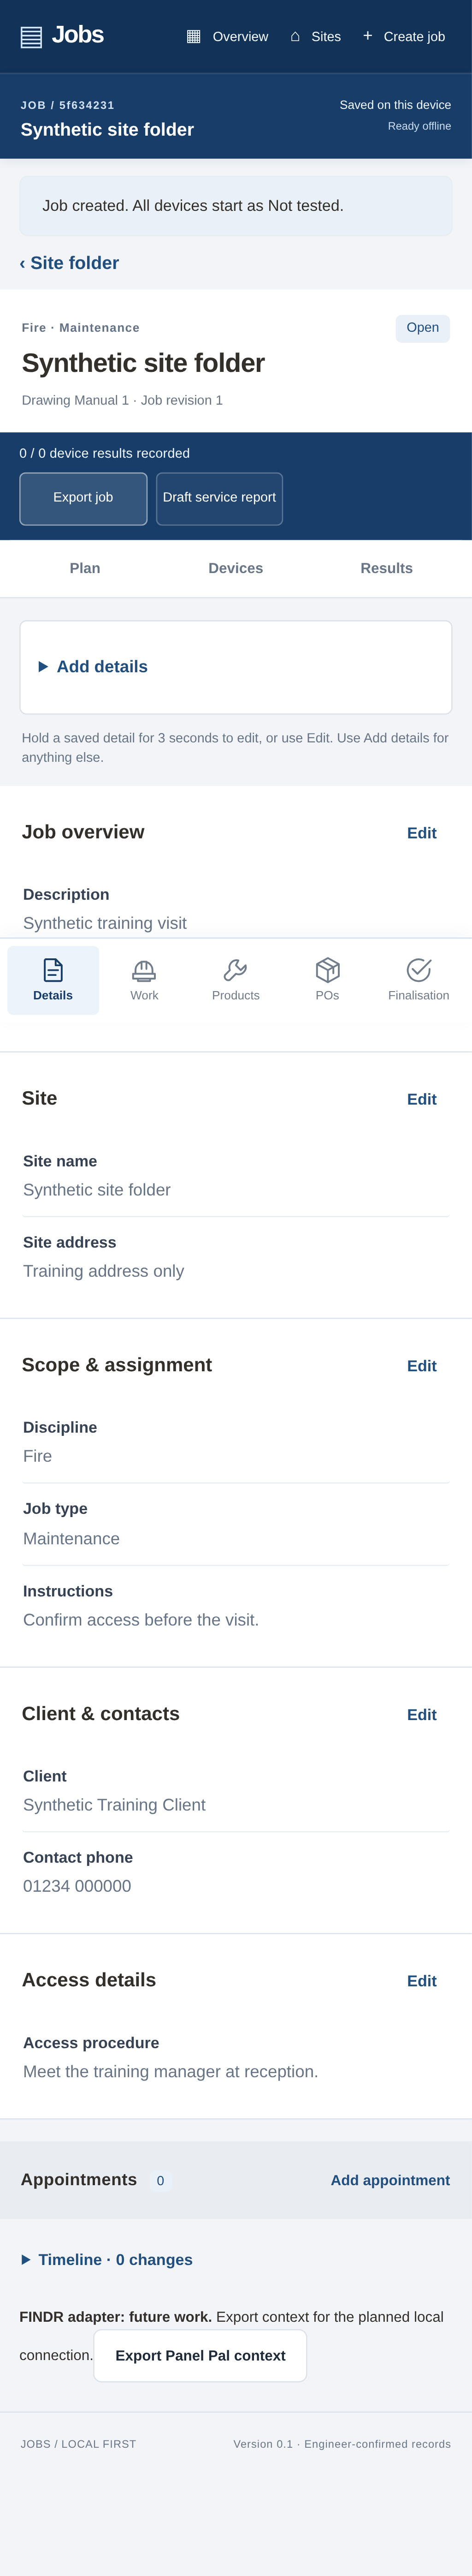 Jobs
Overview
Sites
+ Create job
JOB / 5f634231
Saved on this device
Synthetic site folder
Ready offline
Job created. All devices start as Not tested.
‹ Site folder
Fire · Maintenance
Open
Synthetic site folder
Drawing Manual 1 · Job revision 1
0 / 0 device results recorded
Export job
Draft service report
Plan
Devices
Results
Add details
Hold a saved detail for 3 seconds to edit, or use Edit. Use Add details for
anything else.
Job overview
Edit
Description
Synthetic training visit
Details
Work
Products
POs
Finalisation
Site
Edit
Site name
Synthetic site folder
Site address
Training address only
Scope & assignment
Edit
Discipline
Fire
Job type
Maintenance
Instructions
Confirm access before the visit.
Client & contacts
Edit
Client
Synthetic Training Client
Contact phone
01234 000000
Access details
Edit
Access procedure
Meet the training manager at reception.
Appointments
0
Add appointment
Timeline · 0 changes
FINDR adapter: future work. Export context for the planned local
connection.
Export Panel Pal context
JOBS / LOCAL FIRST
Version 0.1 · Engineer-confirmed records